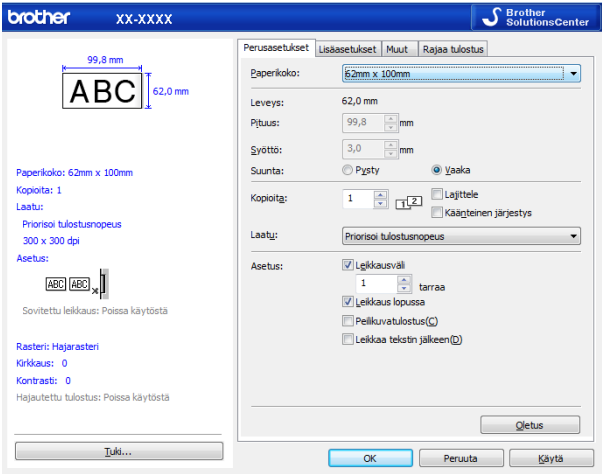 brother XX-XXXX
Brother
SolutionsCenter
99,8 mm
ABC
62,0 mm
Paperikoko: 62mm x 100mm
Kopioita: 1
Laatu:
Priorisoi tulostusnopeus
300 x 300 dpi
Asetus:
ABC ABC
Sovitettu leikkaus: Poissa käytöstä
Rasteri: Hajarasteri
Kirkkaus: 0
Kontrasti: 0
Hajautettu tulostus: Poissa käytöstä
Tuki...
Perusasetukset Lisäasetukset Muut Rajaa tulostus
Paperikoko: 62mm x 100mm
Leveys: 62,0 mm
Pituus: 99,8 mm
Syöttö: 3,0 mm
Suunta: Pysty Vaaka
Kopioita: 1 1 2 Lajittele
Käänteinen järjestys
Laatu: Priorisoi tulostusnopeus
Asetus: Leikkausväli
1 tarraa
Leikkaus lopussa
Peilikuvatulostus(C)
Leikkaa tekstin jälkeen(D)
Oletus
OK Peruuta Käytä